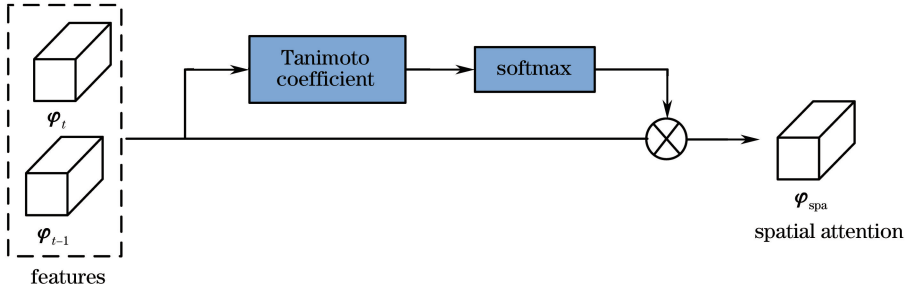 φt
φt−1
features
Tanimoto
coefficient
softmax
φspa
spatial attention